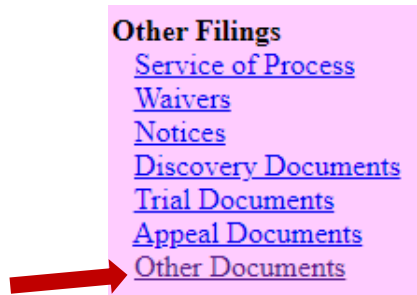 Other Filings
Service of Process
Waivers
Notices
Discovery Documents
Trial Documents
Appeal Documents
Other Documents